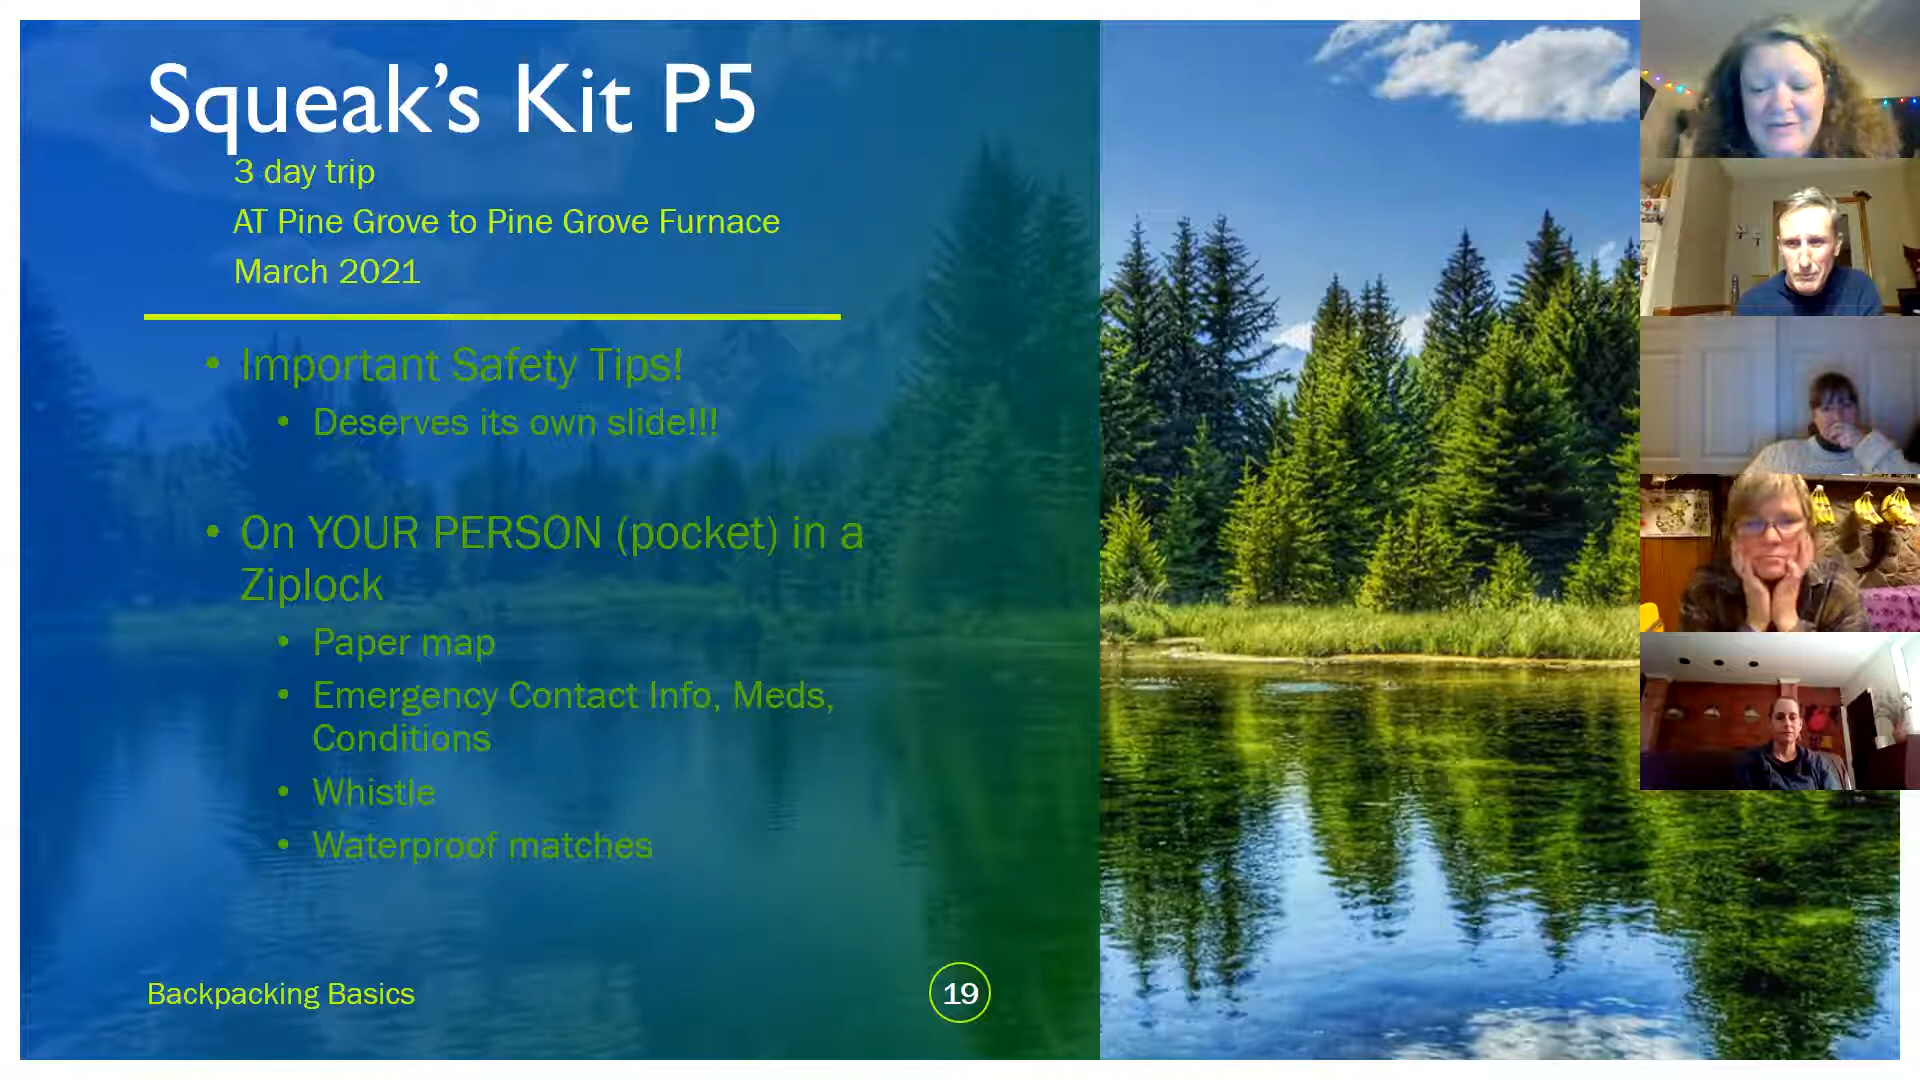 Squeak’s Kit P5
3 day trip
AT Pine Grove to Pine Grove Furnace
March 2021
• Important Safety Tips!
• Deserves its own slide!!!
• On YOUR PERSON (pocket) in a
Ziplock
• Paper map
• Emergency Contact Info, Meds,
Conditions
• Whistle
• Waterproof matches
Backpacking Basics
19